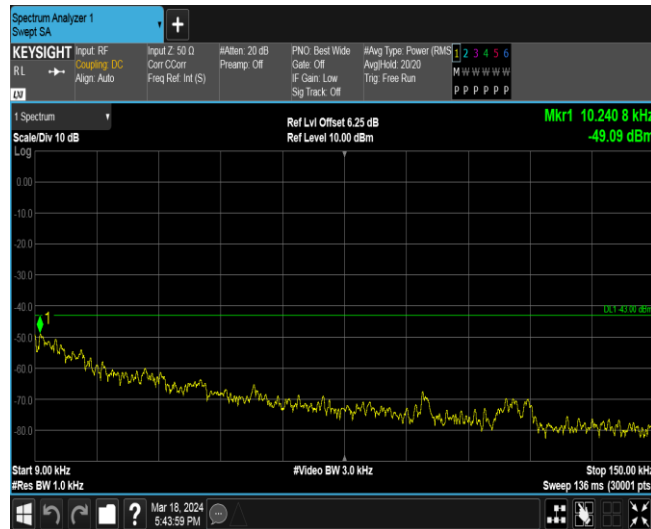 Spectrum Analyzer 1
Swept SA
+
KEYSIGHT Input: RF Input Z: 50 Ω #Atten: 20 dB PNO: Best Wide #Avg Type: Power (RMS 1 2 3 4 5 6
RL Coupling: DC Corr CCorr Preamp: Off Gate: Off Avg|Hold: 20/20 M W W W W W
Align: Auto Freq Ref: Int (S) IF Gain: Low Trig: Free Run
Sig Track: Off P P P P P P
LXI
1 Spectrum
Ref Lvl Offset 6.25 dB Mkr1 10.240 8 kHz
Scale/Div 10 dB Ref Level 10.00 dBm -49.09 dBm
Log
0.00
-10.0
-20.0
-30.0
-40.0
DL1 -43.00 dBm
1
-50.0
-60.0
-70.0
-80.0
Start 9.00 kHz #Video BW 3.0 kHz Stop 150.00 kHz
#Res BW 1.0 kHz Sweep 136 ms (30001 pts
? Mar 18, 2024
5:43:59 PM